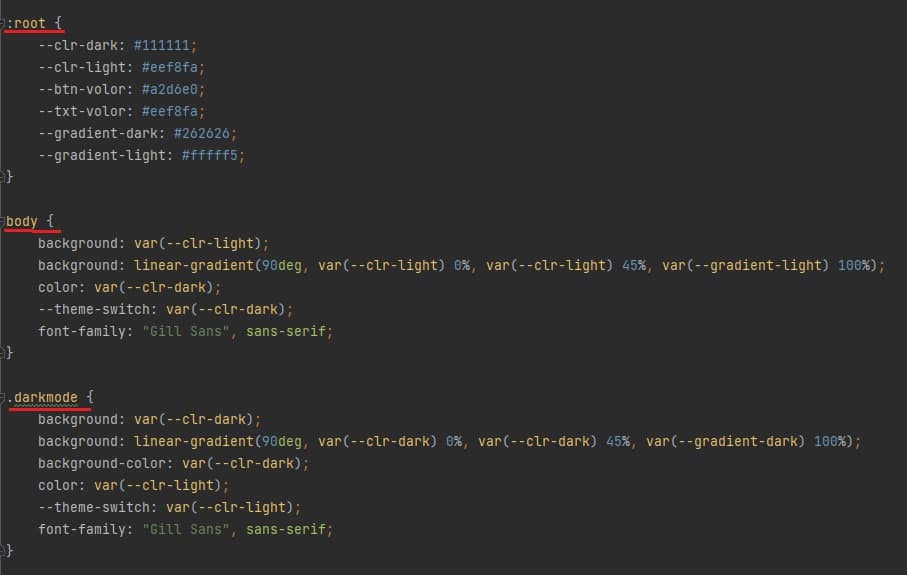 :root {
--clr-dark: #111111;
--clr-light: #eef8fa;
--btn-volor: #a2d6e0;
--txt-volor: #eef8fa;
--gradient-dark: #262626;
--gradient-light: #fffff5;
}
body {
background: var(--clr-light);
background: linear-gradient(90deg, var(--clr-light) 0%, var(--clr-light) 45%, var(--gradient-light) 100%);
color: var(--clr-dark);
--theme-switch: var(--clr-dark);
font-family: "Gill Sans", sans-serif;
}
.darkmode {
background: var(--clr-dark);
background: linear-gradient(90deg, var(--clr-dark) 0%, var(--clr-dark) 45%, var(--gradient-dark) 100%);
background-color: var(--clr-dark);
color: var(--clr-light);
--theme-switch: var(--clr-light);
font-family: "Gill Sans", sans-serif;
}